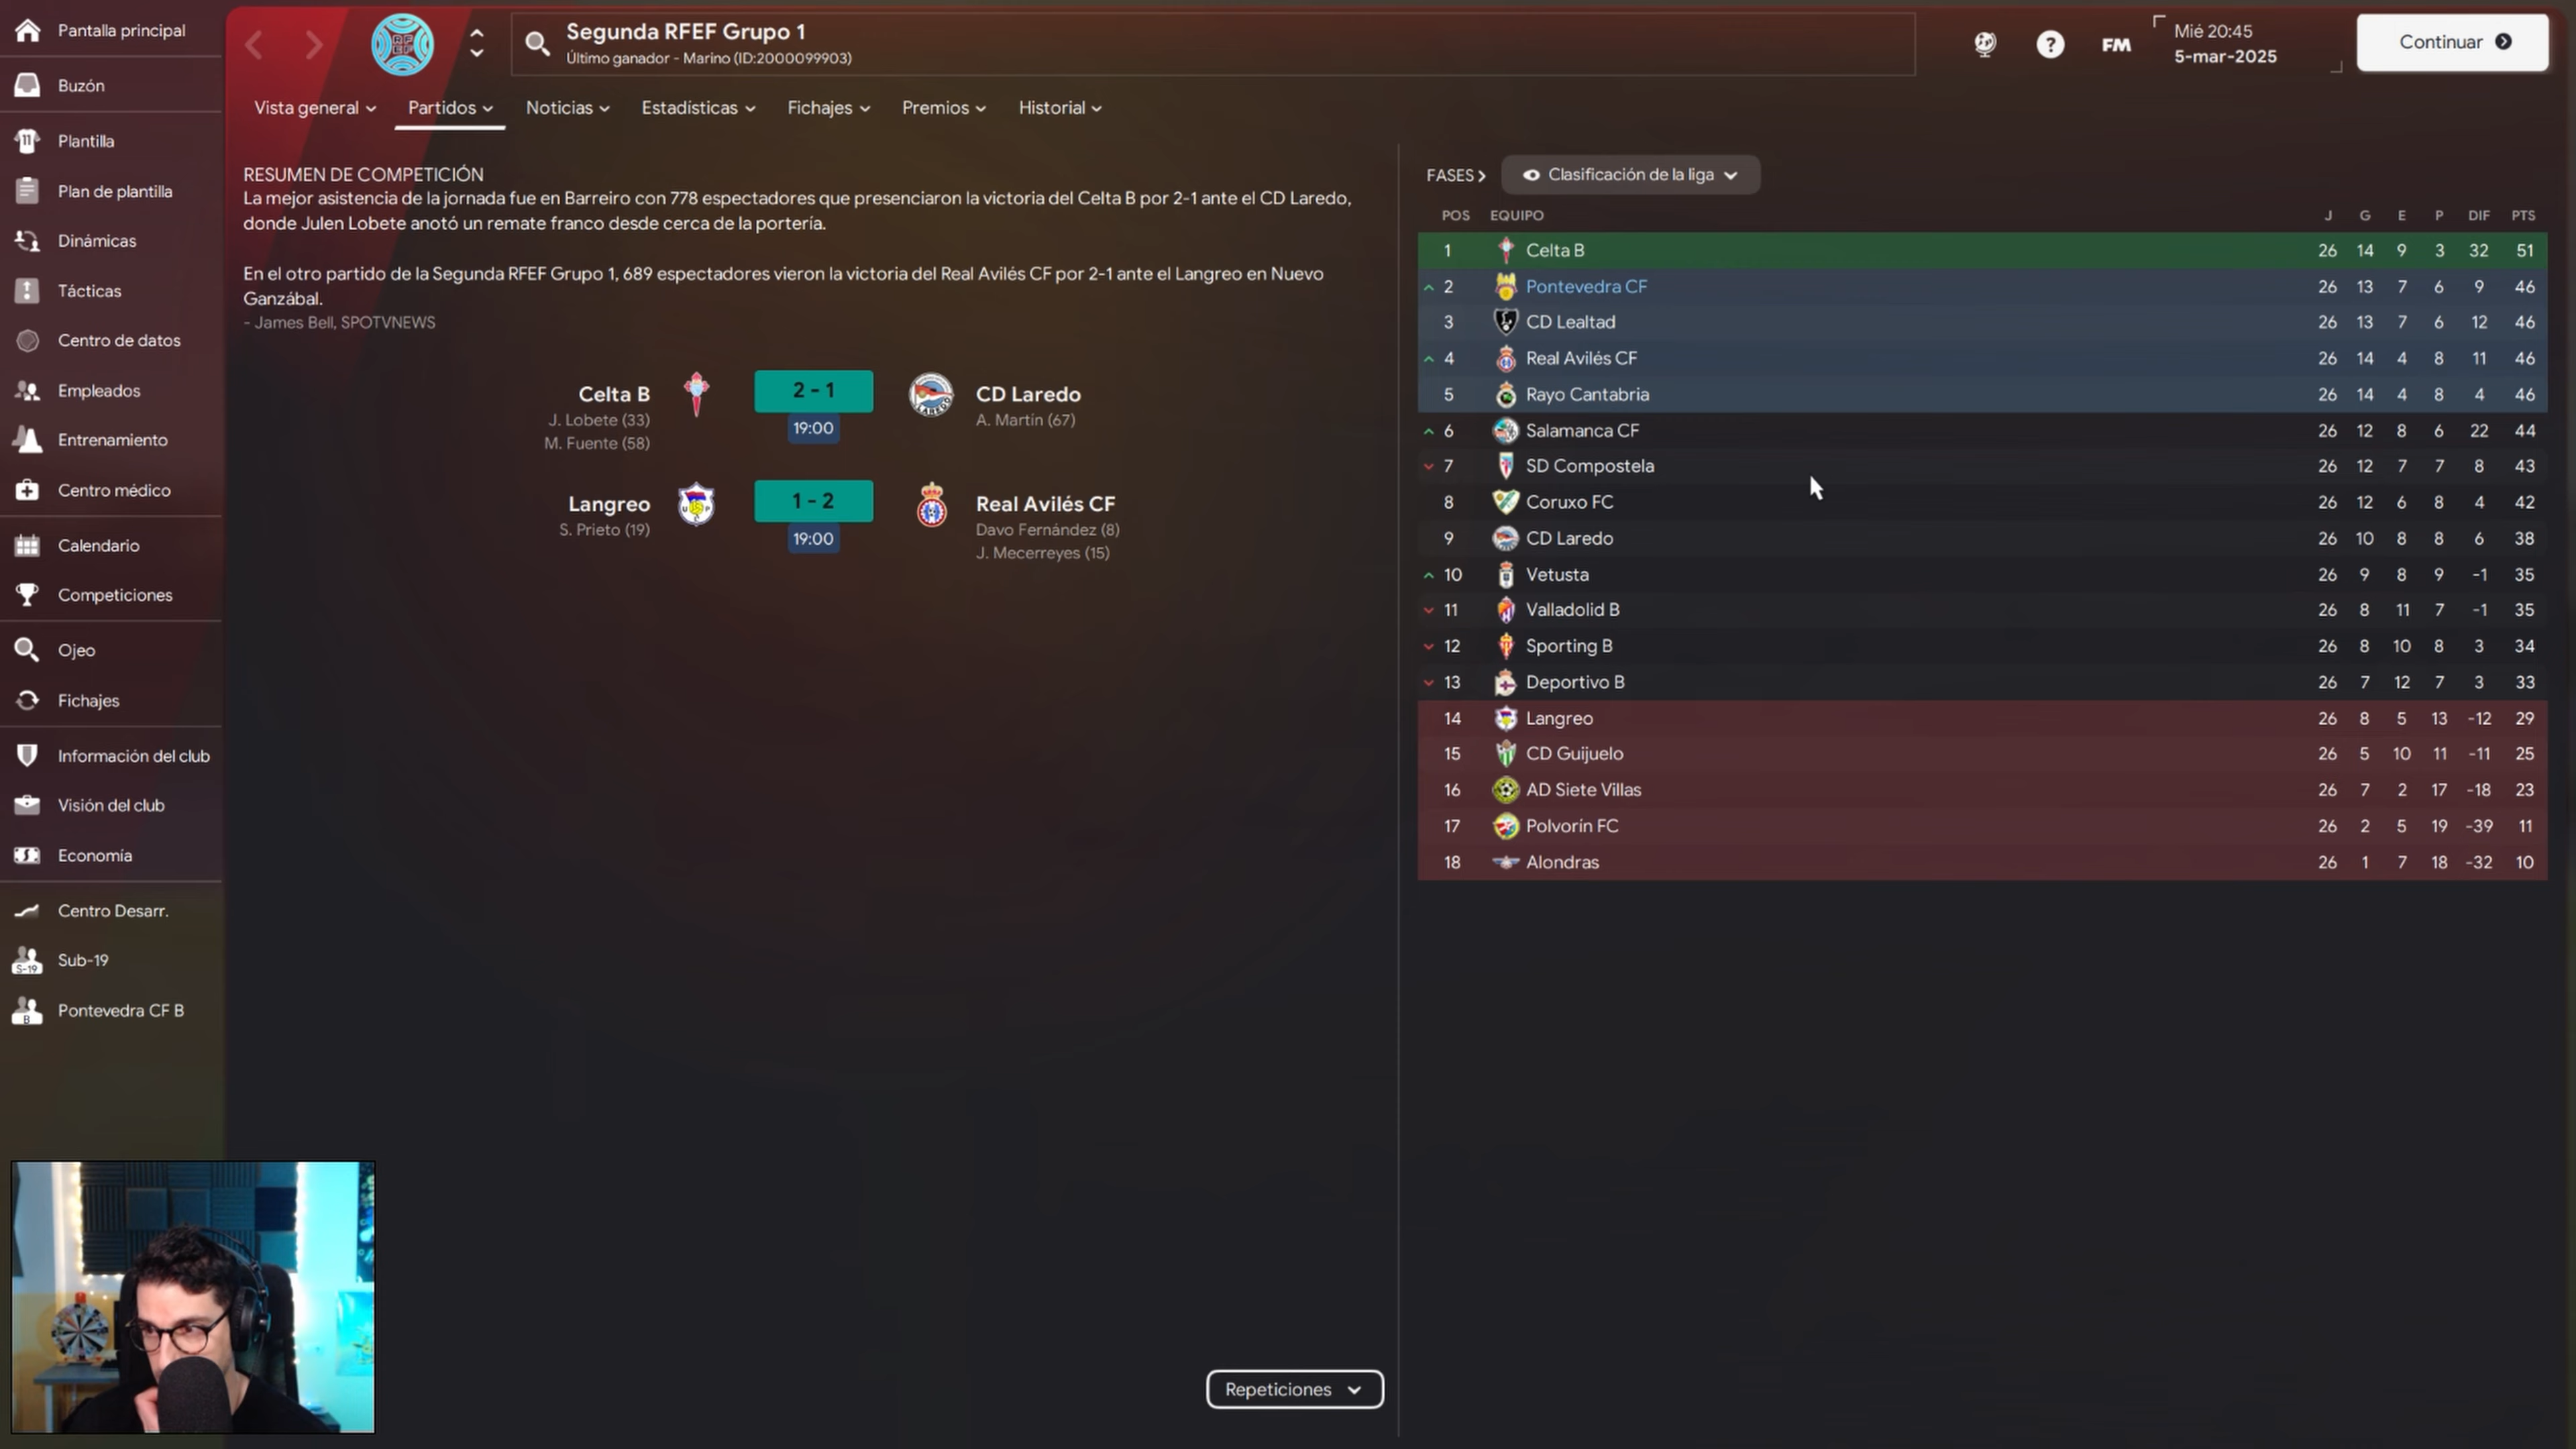 Pantalla principal
Buzón
Plantilla
Plan de plantilla
Dinámicas
Tácticas
Centro de datos
Empleados
Entrenamiento
Centro médico
Calendario
Competiciones
Ojeo
Fichajes
Información del club
Visión del club
Economía
Centro Desarr.
S-19
Sub-19
B
Pontevedra CF B
Segunda RFEF Grupo 1
Último ganador - Marino (ID:2000099903)
FM
Mié 20:45
5-mar-2025
Continuar
Vista general
Partidos
Noticias
Estadísticas
Fichajes
Premios
Historial
RESUMEN DE COMPETICIÓN
La mejor asistencia de la jornada fue en Barreiro con 778 espectadores que presenciaron la victoria del Celta B por 2-1 ante el CD Laredo,
donde Julen Lobete anotó un remate franco desde cerca de la portería.
En el otro partido de la Segunda RFEF Grupo 1, 689 espectadores vieron la victoria del Real Avilés CF por 2-1 ante el Langreo en Nuevo
Ganzábal.
- James Bell, SPOTVNEWS
Celta B 2 - 1 CD Laredo
J. Lobete (33) 19:00 A. Martín (67)
M. Fuente (58)
Langreo 1 - 2 Real Avilés CF
S. Prieto (19) 19:00 Davo Fernández (8)
J. Mecerreyes (15)
Repeticiones
FASES Clasificación de la liga
POS EQUIPO J G E P DIF PTS
1 Celta B 26 14 9 3 32 51
2 Pontevedra CF 26 13 7 6 9 46
3 CD Lealtad 26 13 7 6 12 46
4 Real Avilés CF 26 14 4 8 11 46
5 Rayo Cantabria 26 14 4 8 4 46
6 Salamanca CF 26 12 8 6 22 44
7 SD Compostela 26 12 7 7 8 43
8 Coruxo FC 26 12 6 8 4 42
9 CD Laredo 26 10 8 8 6 38
10 Vetusta 26 9 8 9 -1 35
11 Valladolid B 26 8 11 7 -1 35
12 Sporting B 26 8 10 8 3 34
13 Deportivo B 26 7 12 7 3 33
14 Langreo 26 8 5 13 -12 29
15 CD Guijuelo 26 5 10 11 -11 25
16 AD Siete Villas 26 7 2 17 -18 23
17 Polvorín FC 26 2 5 19 -39 11
18 Alondras 26 1 7 18 -32 10